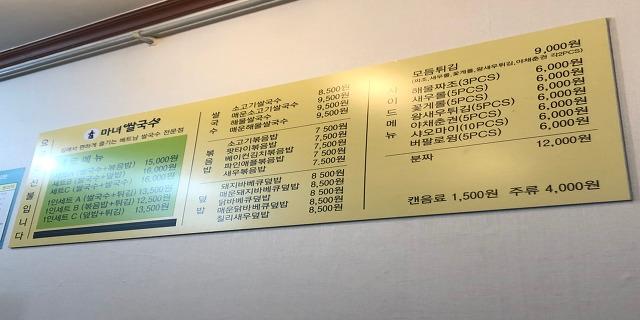 선불입니다
마녀쌀국수
집에서 편하게 즐기는 베트남 쌀국수 전문점
메뉴
세트A (쌀국수+볶음밥) 15,000원
16,000원
세트C (쌀국수+덮밥) 16,000원
1인세트 A (쌀국수+튀김) 13,500원
1인세트 B (볶음밥+튀김) 12,500원
1인세트 C (덮밥+튀김) 13,500원
쌀국수
소고기쌀국수 8,500원
매운소고기쌀국수 9,500원
해물쌀국수 9,500원
매운해물쌀국수 9,500원
볶음밥
소고기볶음밥 7,500원
팟타이볶음밥 7,500원
베이컨김치볶음밥 7,500원
파인애플볶음밥 7,500원
새우볶음밥 7,500원
덮밥
돼지바베큐덮밥 8,500원
매운돼지바베큐덮밥 8,500원
닭바베큐덮밥 8,500원
매운닭바베큐덮밥 8,500원
칠리새우덮밥 8,500원
사이드메뉴
모듬튀김 9,000원
(짜조,새우롤,꽃게롤,왕새우튀김,야채춘권 각2PCS)
해물짜조(3PCS) 6,000원
새우롤(5PCS) 6,000원
꽃게롤(5PCS) 6,000원
왕새우튀김(5PCS) 6,000원
야채춘권(5PCS) 6,000원
샤오마이(10PCS) 6,000원
버팔로윙(5PCS) 6,000원
분짜 12,000원
캔음료 1,500원 주류 4,000원